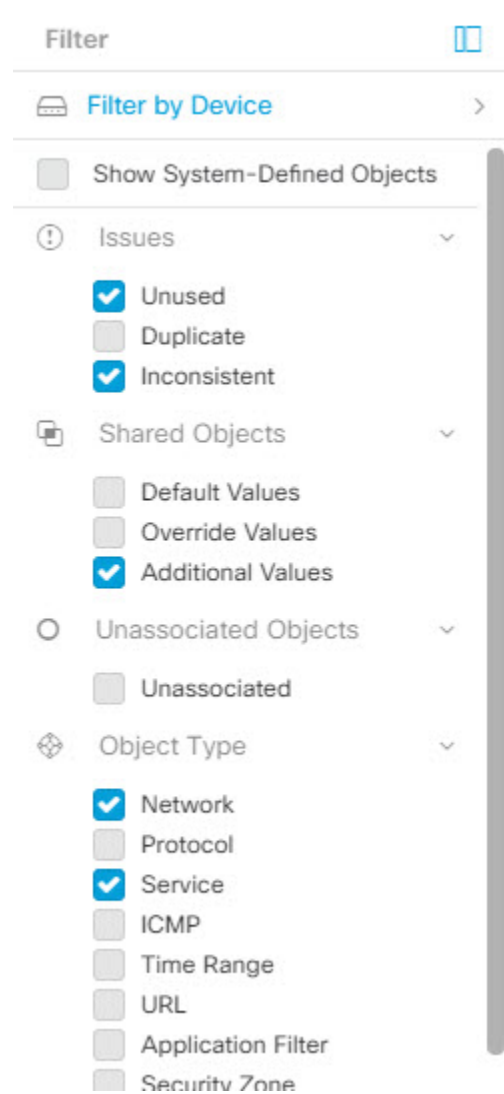 Filter
Filter by Device
Show System-Defined Objects
Issues
Unused
Duplicate
Inconsistent
Shared Objects
Default Values
Override Values
Additional Values
Unassociated Objects
Unassociated
Object Type
Network
Protocol
Service
ICMP
Time Range
URL
Application Filter
Security Zone